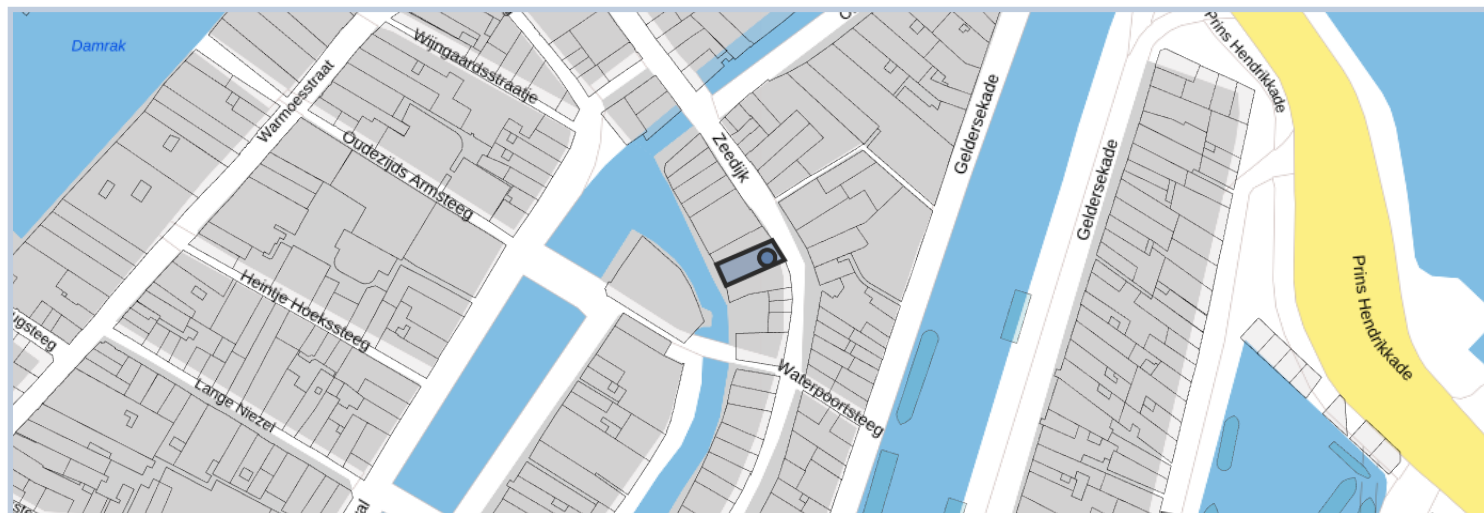 Damrak
Wijngaardsstraatje
Warmoesstraat
Oudezijds Armsteeg
Zeedijk
Geldersekade
Geldersekade
Prins Hendrikkade
Prins Hendrikkade
Heintje Hoekssteeg
Lange Niezel
Waterpoortsteeg